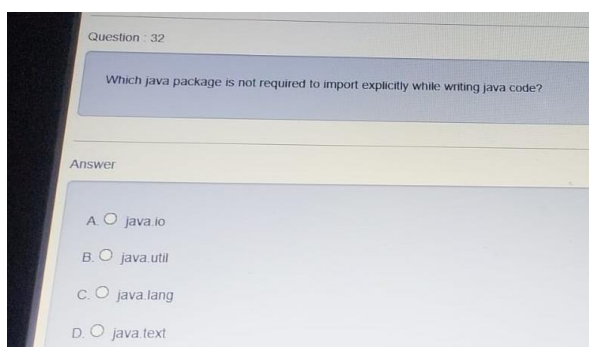 Question : 32
Which java package is not required to import explicitly while writing java code?
Answer
A. java.io
B. java.util
C. java.lang
D. java.text